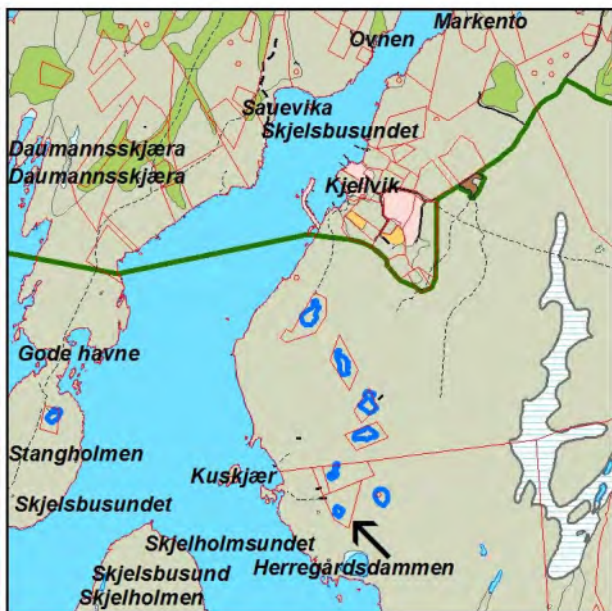 Markento
Ovnen
Sauevika
Skjelsbusundet
Daumannsskjæra
Daumannsskjæra
Kjellvik
Gode havne
Stangholmen
Kuskjær
Skjelsbusundet
Skjelholmsundet
Herregårdsdammen
Skjelsbusund
Skjelholmen